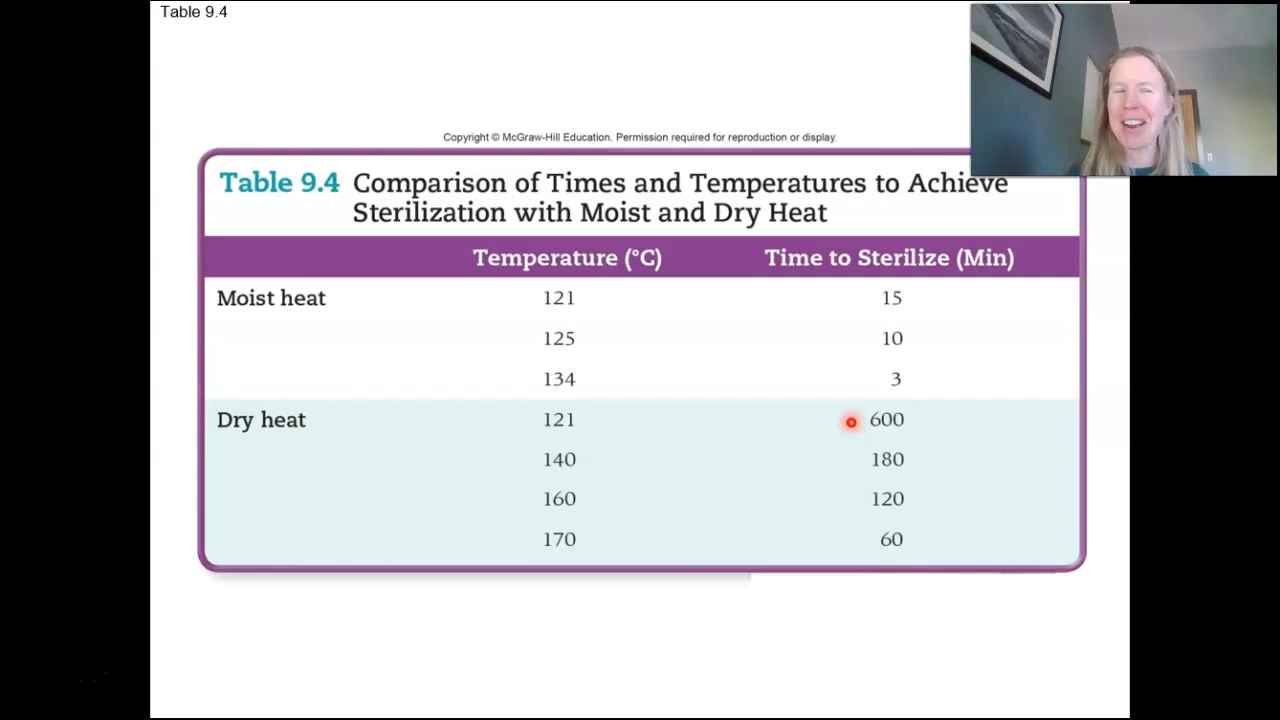 Table 9.4
Copyright © McGraw-Hill Education. Permission required for reproduction or display.
Table 9.4 Comparison of Times and Temperatures to Achieve
Sterilization with Moist and Dry Heat
Temperature (°C) Time to Sterilize (Min)
Moist heat 121 15
125 10
134 3
Dry heat 121 600
140 180
160 120
170 60